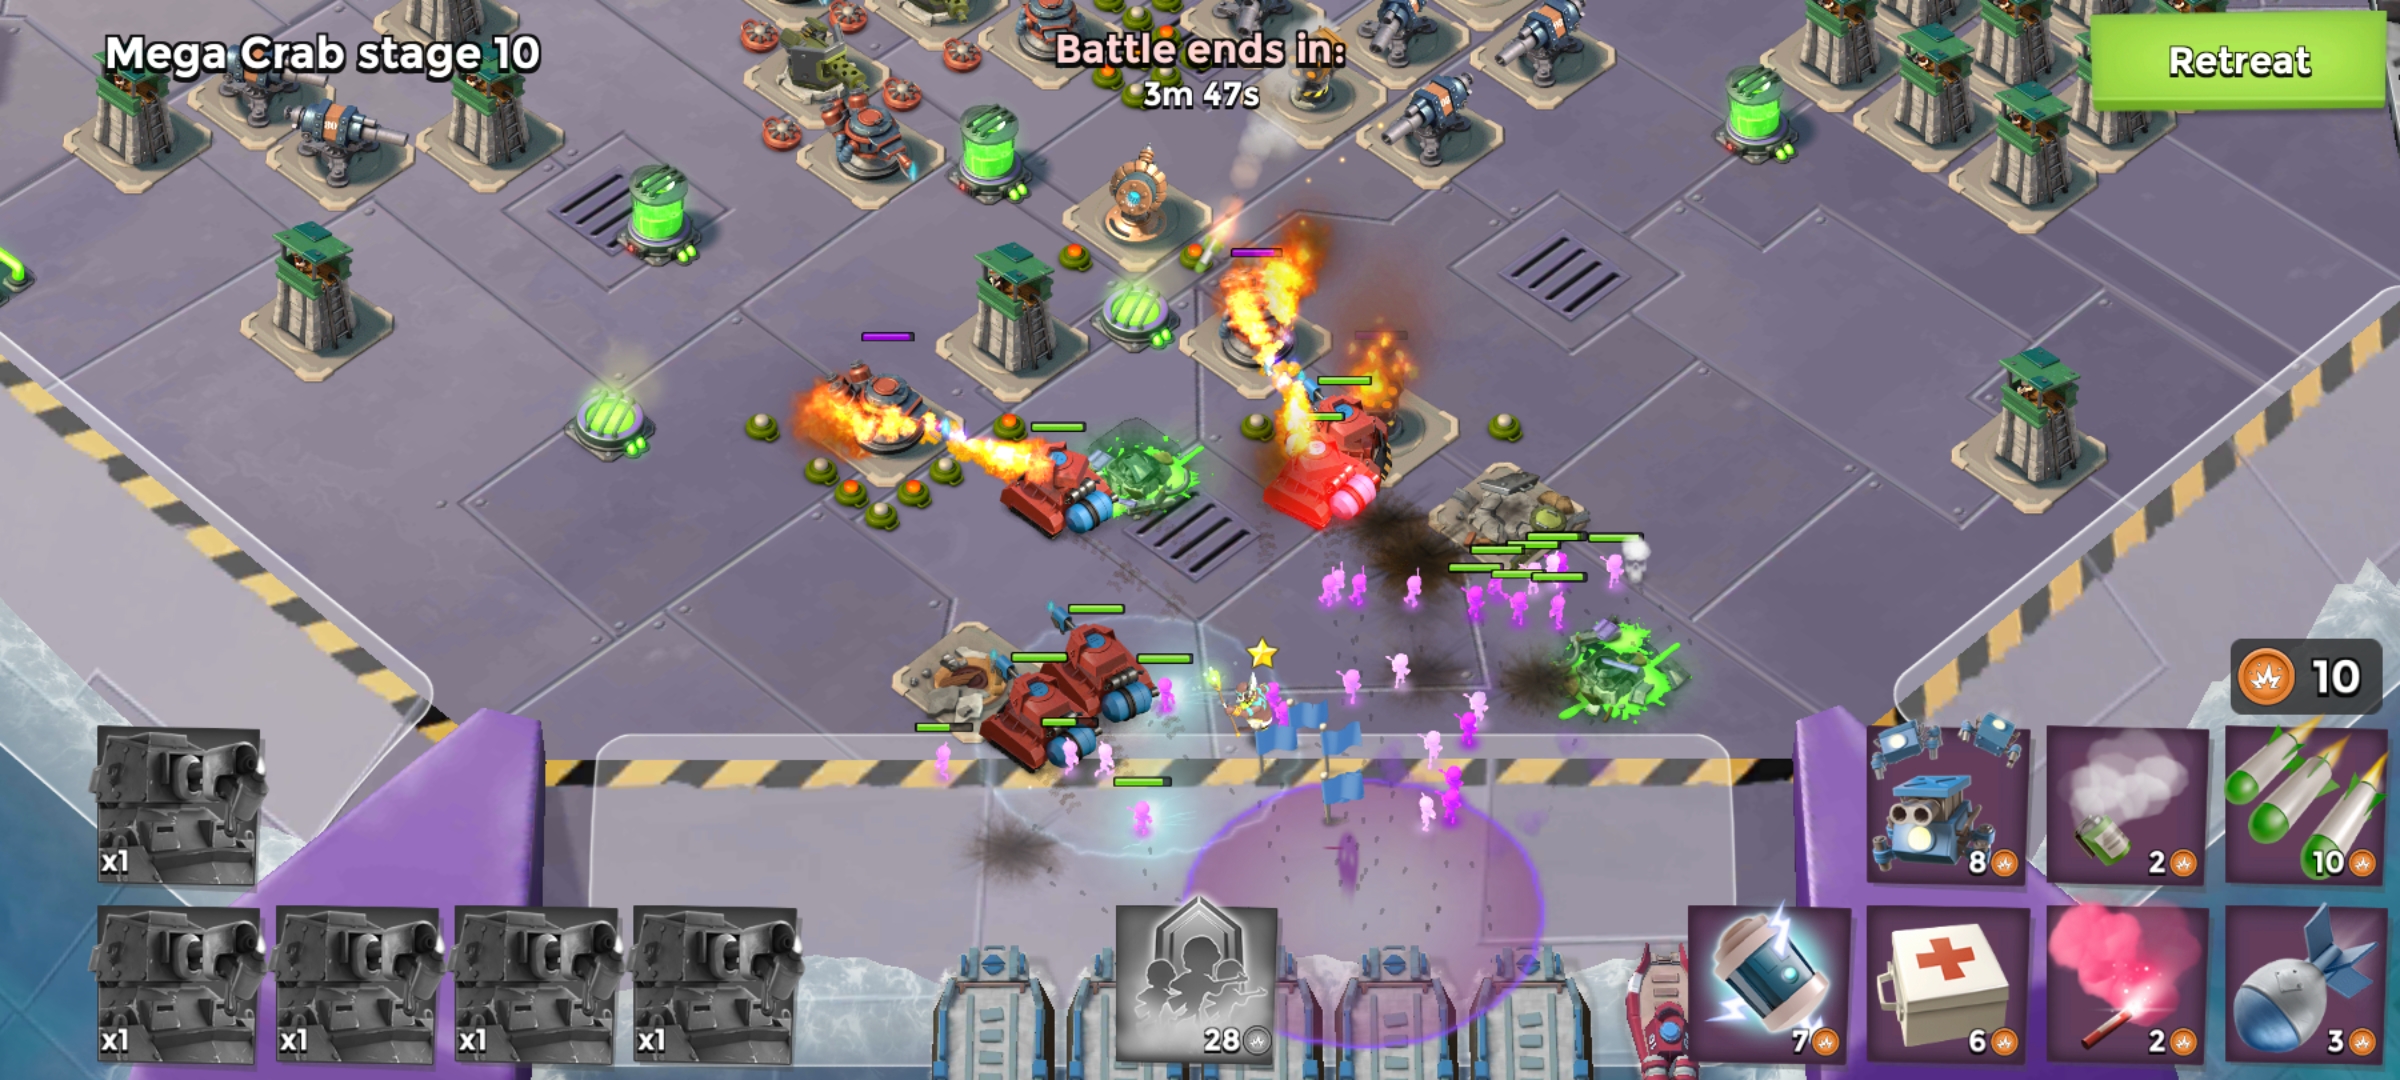 Mega Crab stage 10
Battle ends in:
3m 47s
Retreat
10
x1
8
2
10
x1
x1
x1
x1
28
7
6
2
3